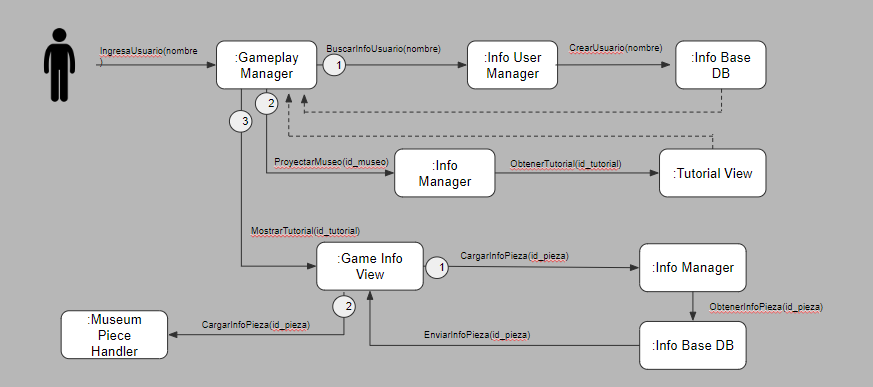 IngresaUsuario(nombre
)
:Gameplay
Manager
1
BuscarInfoUsuario(nombre)
:Info User
Manager
CrearUsuario(nombre)
:Info Base
DB
2
3
ProyectarMuseo(id_museo)
:Info
Manager
ObtenerTutorial(id_tutorial)
:Tutorial View
MostrarTutorial(id_tutorial)
:Game Info
View
1
CargarInfoPieza(id_pieza)
:Info Manager
2
ObtenerInfoPieza(id_pieza)
:Museum
Piece
Handler
CargarInfoPieza(id_pieza)
EnviarInfoPieza(id_pieza)
:Info Base DB